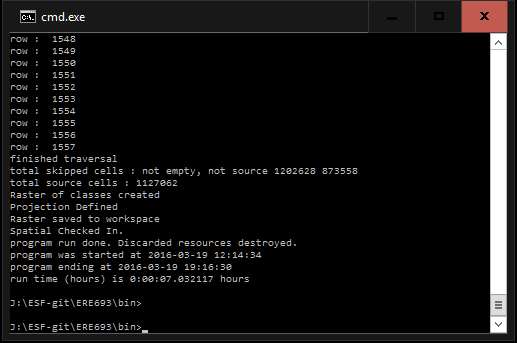 cmd.exe
row :  1548
row :  1549
row :  1550
row :  1551
row :  1552
row :  1553
row :  1554
row :  1555
row :  1556
row :  1557
finished traversal
total skipped cells : not empty, not source 1202628 873558
total source cells : 1127062
Raster of classes created
Projection Defined
Raster saved to workspace
Spatial Checked In.
program run done. Discarded resources destroyed.
program was started at 2016-03-19 12:14:34
program ending at 2016-03-19 19:16:30
run time (hours) is 0:00:07.032117 hours
J:\ESF-git\ERE693\bin>
J:\ESF-git\ERE693\bin>